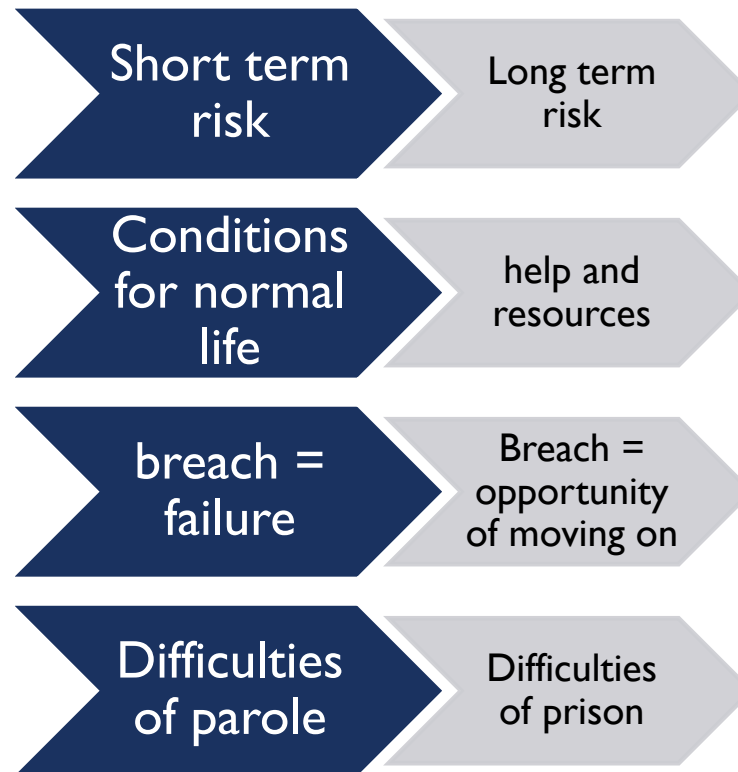 Short term
risk
Long term
risk
Conditions
for normal
life
help and
resources
breach =
failure
Breach =
opportunity
of moving on
Difficulties
of parole
Difficulties
of prison